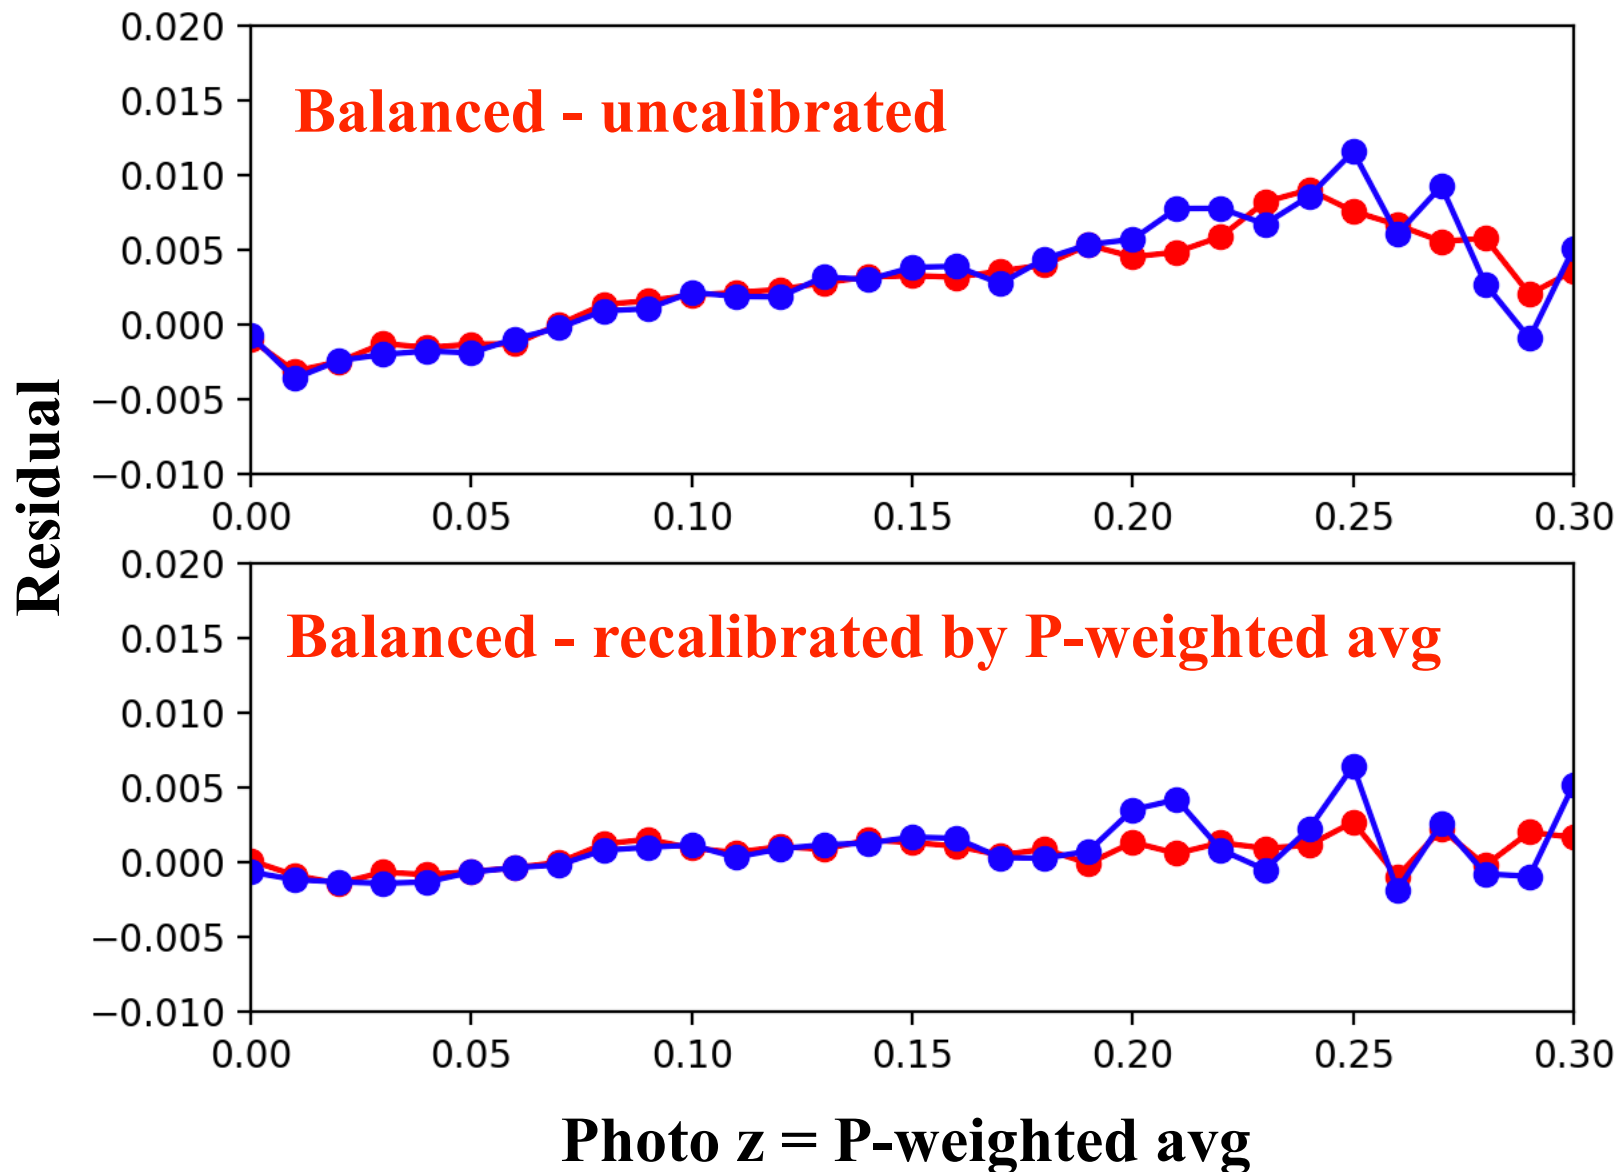 Residual
0.020
0.015
0.010
0.005
0.000
−0.005
−0.010
Balanced - uncalibrated
0.00 0.05 0.10 0.15 0.20 0.25 0.30
0.020
0.015
0.010
0.005
0.000
−0.005
−0.010
Balanced - recalibrated by P-weighted avg
0.00 0.05 0.10 0.15 0.20 0.25 0.30
Photo z = P-weighted avg